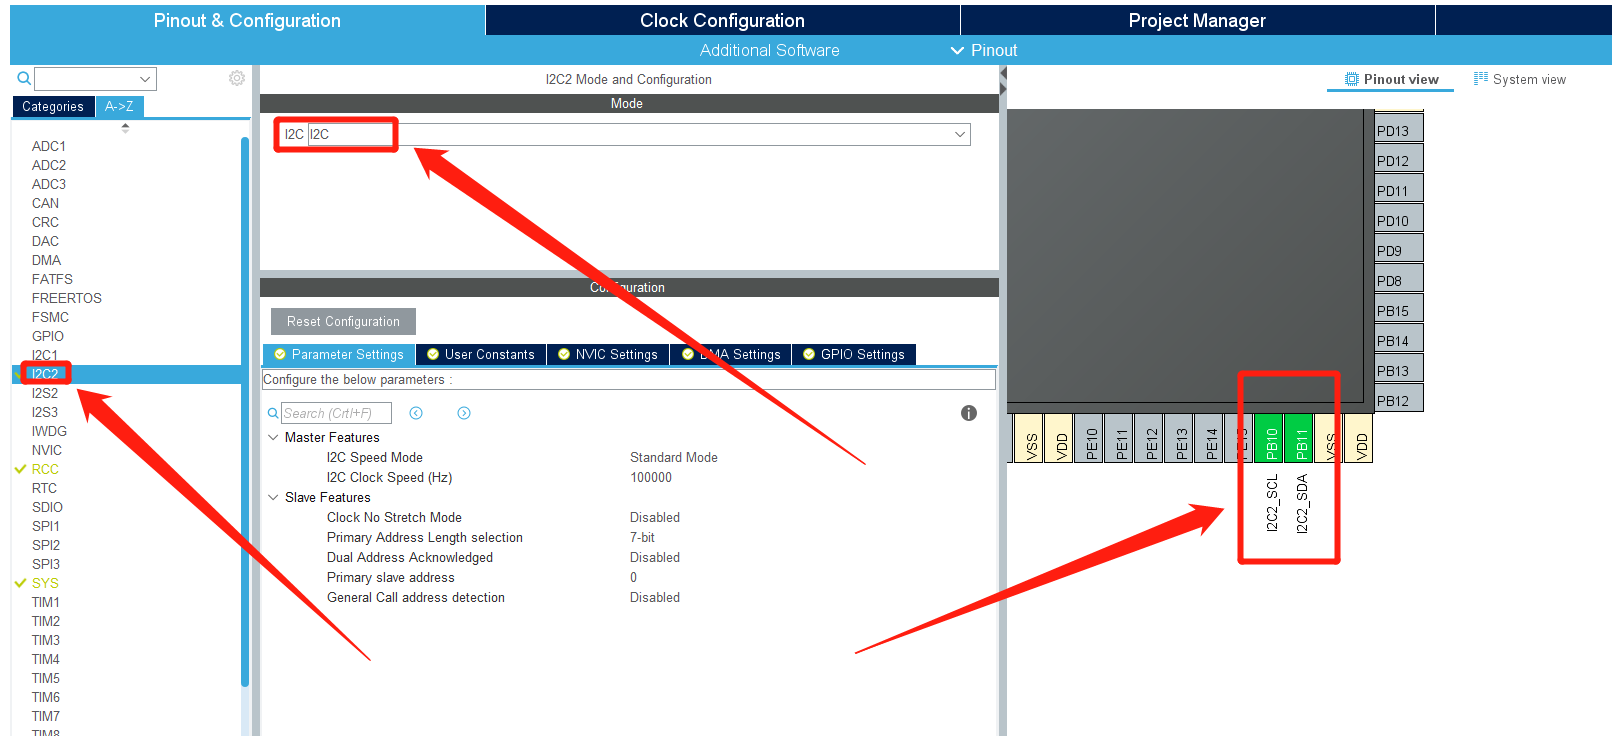 Pinout & Configuration
Clock Configuration
Project Manager
Additional Software
Pinout
I2C2 Mode and Configuration
Pinout view
System view
Categories
A->Z
Mode
I2C I2C
ADC1
ADC2
ADC3
CAN
CRC
DAC
DMA
FATFS
FREERTOS
FSMC
GPIO
I2C1
I2C2
I2S2
I2S3
IWDG
NVIC
RCC
RTC
SDIO
SPI1
SPI2
SPI3
SYS
TIM1
TIM2
TIM3
TIM4
TIM5
TIM6
TIM7
TIM8
Configuration
Reset Configuration
Parameter Settings
User Constants
NVIC Settings
DMA Settings
GPIO Settings
Configure the below parameters :
Search (Crtl+F)
Master Features
I2C Speed Mode Standard Mode
I2C Clock Speed (Hz) 100000
Slave Features
Clock No Stretch Mode Disabled
Primary Address Length selection 7-bit
Dual Address Acknowledged Disabled
Primary slave address 0
General Call address detection Disabled
PD13
PD12
PD11
PD10
PD9
PD8
PB15
PB14
PB13
PB12
VSS
VDD
PE10
PE11
PE12
PE13
PE14
PE15
PB10
PB11
VSS
VDD
I2C2_SCL
I2C2_SDA